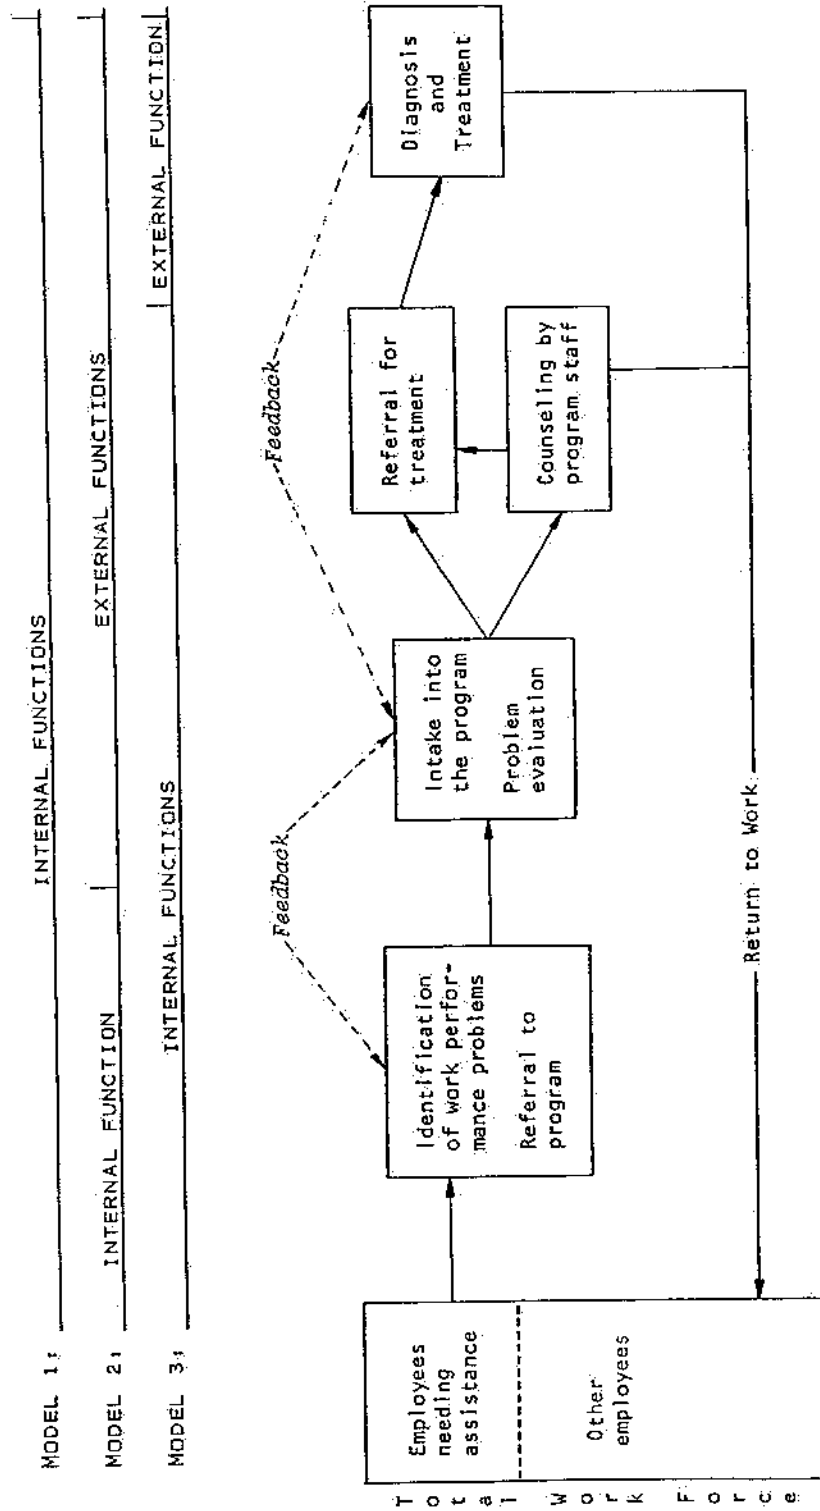 MODEL 1:
INTERNAL FUNCTIONS
MODEL 2:
INTERNAL FUNCTION
EXTERNAL FUNCTIONS
MODEL 3:
INTERNAL FUNCTIONS
EXTERNAL FUNCTION
Feedback
Feedback
Total
Work
Force
Employees
needing
assistance
Other
employees
Identification
of work perfor-
mance problems
Referral to
program
Intake into
the program
Problem
evaluation
Referral for
treatment
Counseling by
program staff
Diagnosis
and
Treatment
Return to Work